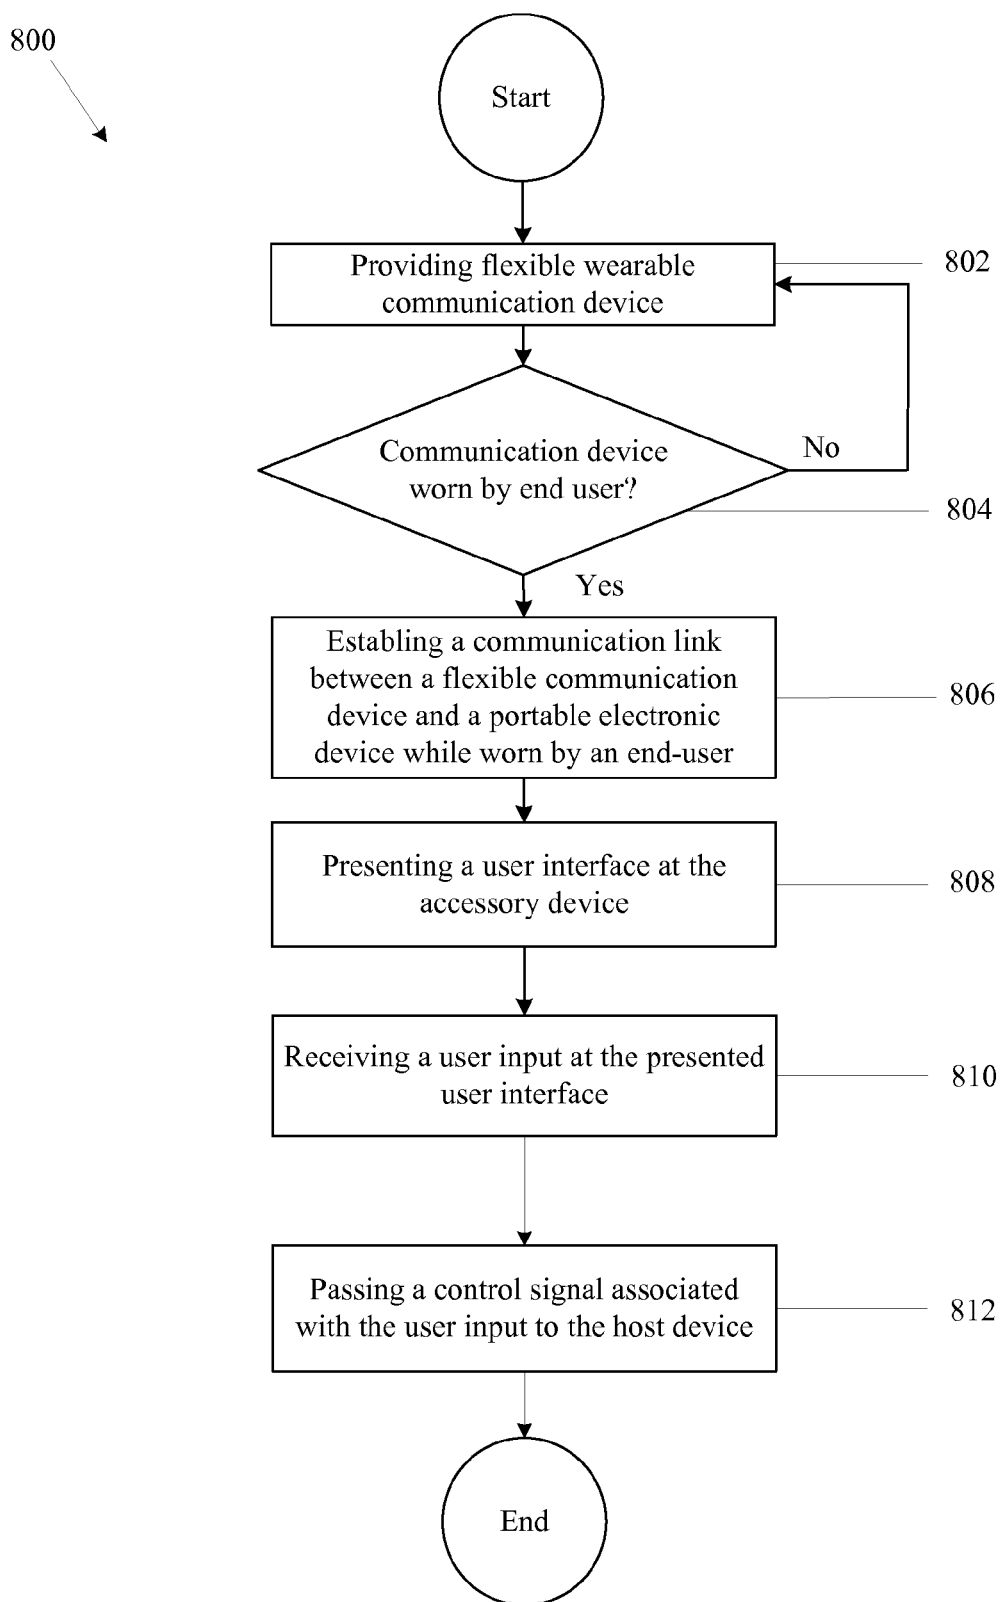 800
Start
Providing flexible wearable
communication device
802
Communication device
worn by end user?
No
804
Yes
Establing a communication link
between a flexible communication
device and a portable electronic
device while worn by an end-user
806
Presenting a user interface at the
accessory device
808
Receiving a user input at the presented
user interface
810
Passing a control signal associated
with the user input to the host device
812
End